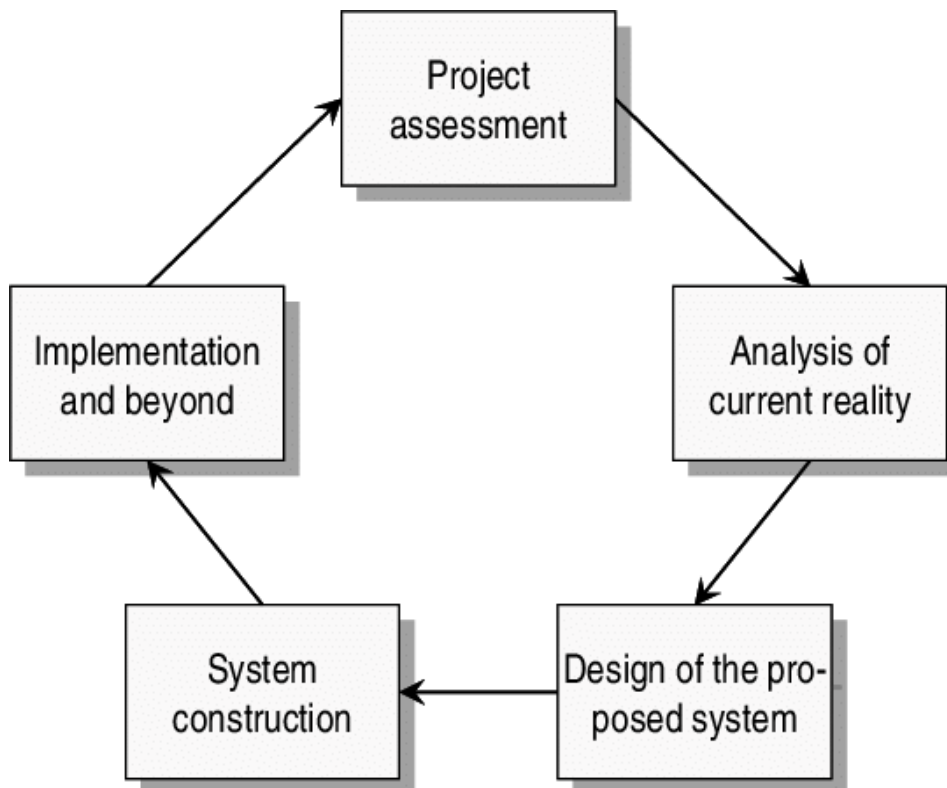 Project
assessment
Analysis of
current reality
Design of the pro-
posed system
System
construction
Implementation
and beyond